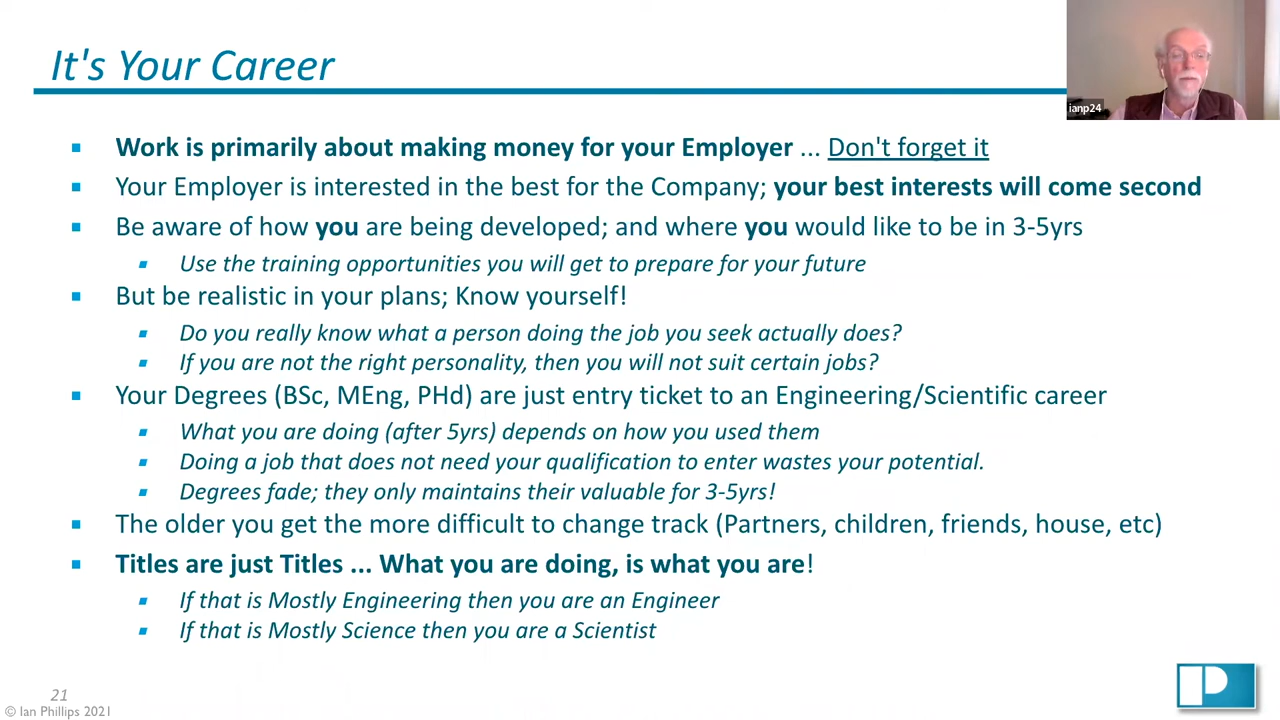 It's Your Career
ianp24
Work is primarily about making money for your Employer ... Don't forget it
Your Employer is interested in the best for the Company; your best interests will come second
Be aware of how you are being developed; and where you would like to be in 3-5yrs
Use the training opportunities you will get to prepare for your future
But be realistic in your plans; Know yourself!
Do you really know what a person doing the job you seek actually does?
If you are not the right personality, then you will not suit certain jobs?
Your Degrees (BSc, MEng, PHd) are just entry ticket to an Engineering/Scientific career
What you are doing (after 5yrs) depends on how you used them
Doing a job that does not need your qualification to enter wastes your potential.
Degrees fade; they only maintains their valuable for 3-5yrs!
The older you get the more difficult to change track (Partners, children, friends, house, etc)
Titles are just Titles ... What you are doing, is what you are!
If that is Mostly Engineering then you are an Engineer
If that is Mostly Science then you are a Scientist
21
© Ian Phillips 2021
P